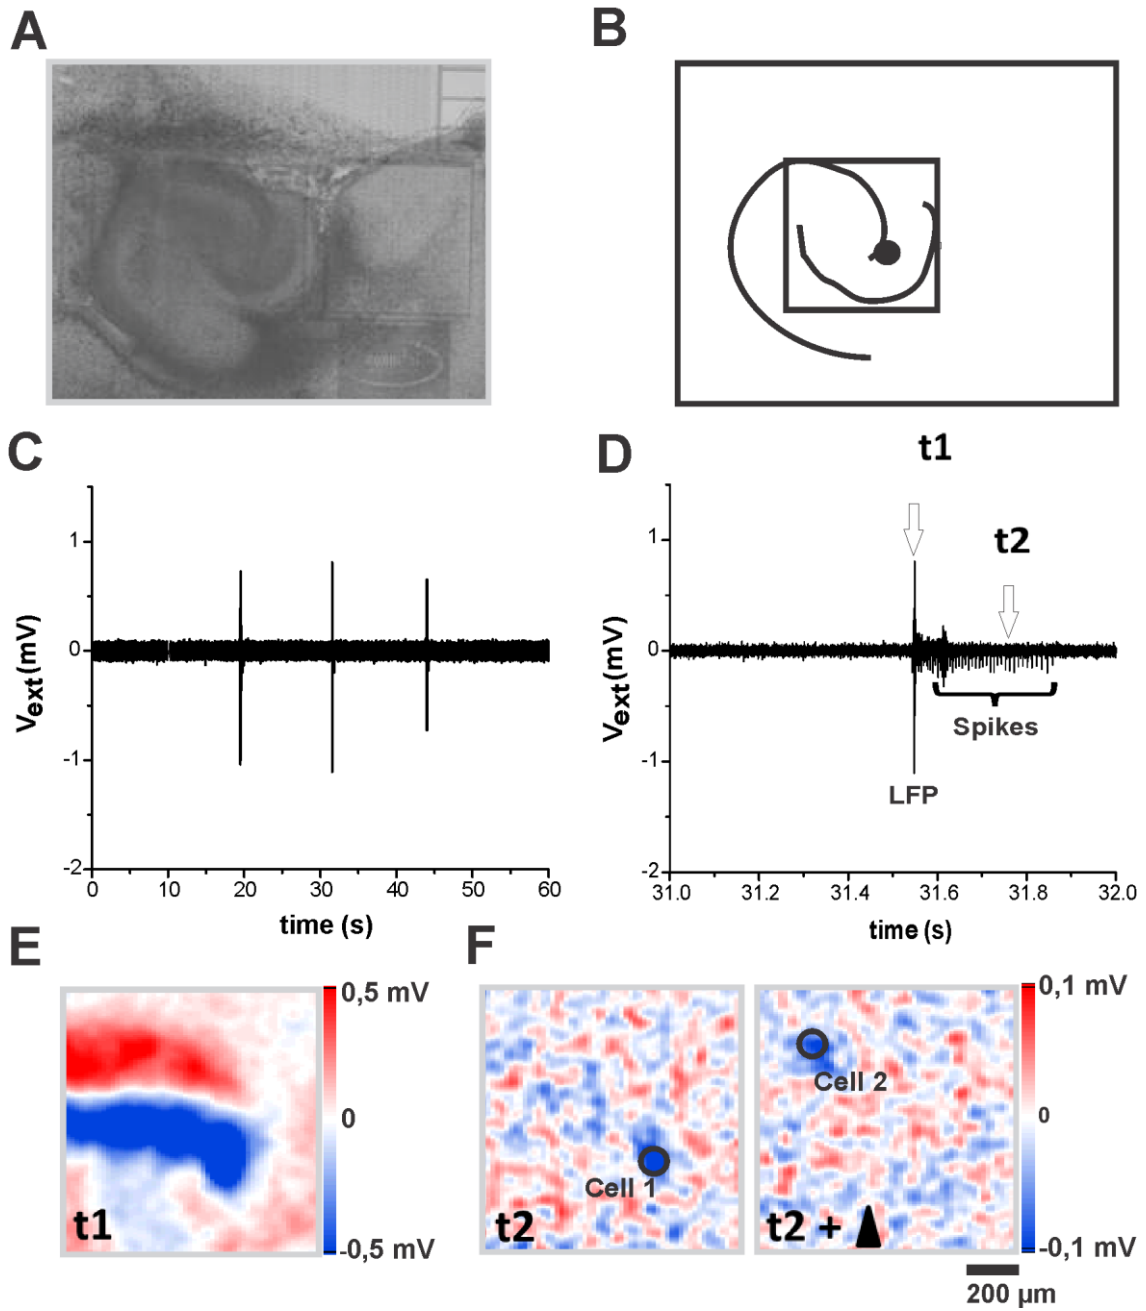 A
B
C
1
0
-1
-2
Vext(mV)
0
10
20
30
40
50
60
time (s)
D
t1
t2
1
0
-1
-2
Vext(mV)
Spikes
LFP
31.0
31.2
31.4
31.6
31.8
32.0
time (s)
E
0,5 mV
0
-0,5 mV
t1
F
Cell 1
t2
Cell 2
t2 + ▲
0,1 mV
0
-0,1 mV
200 µm